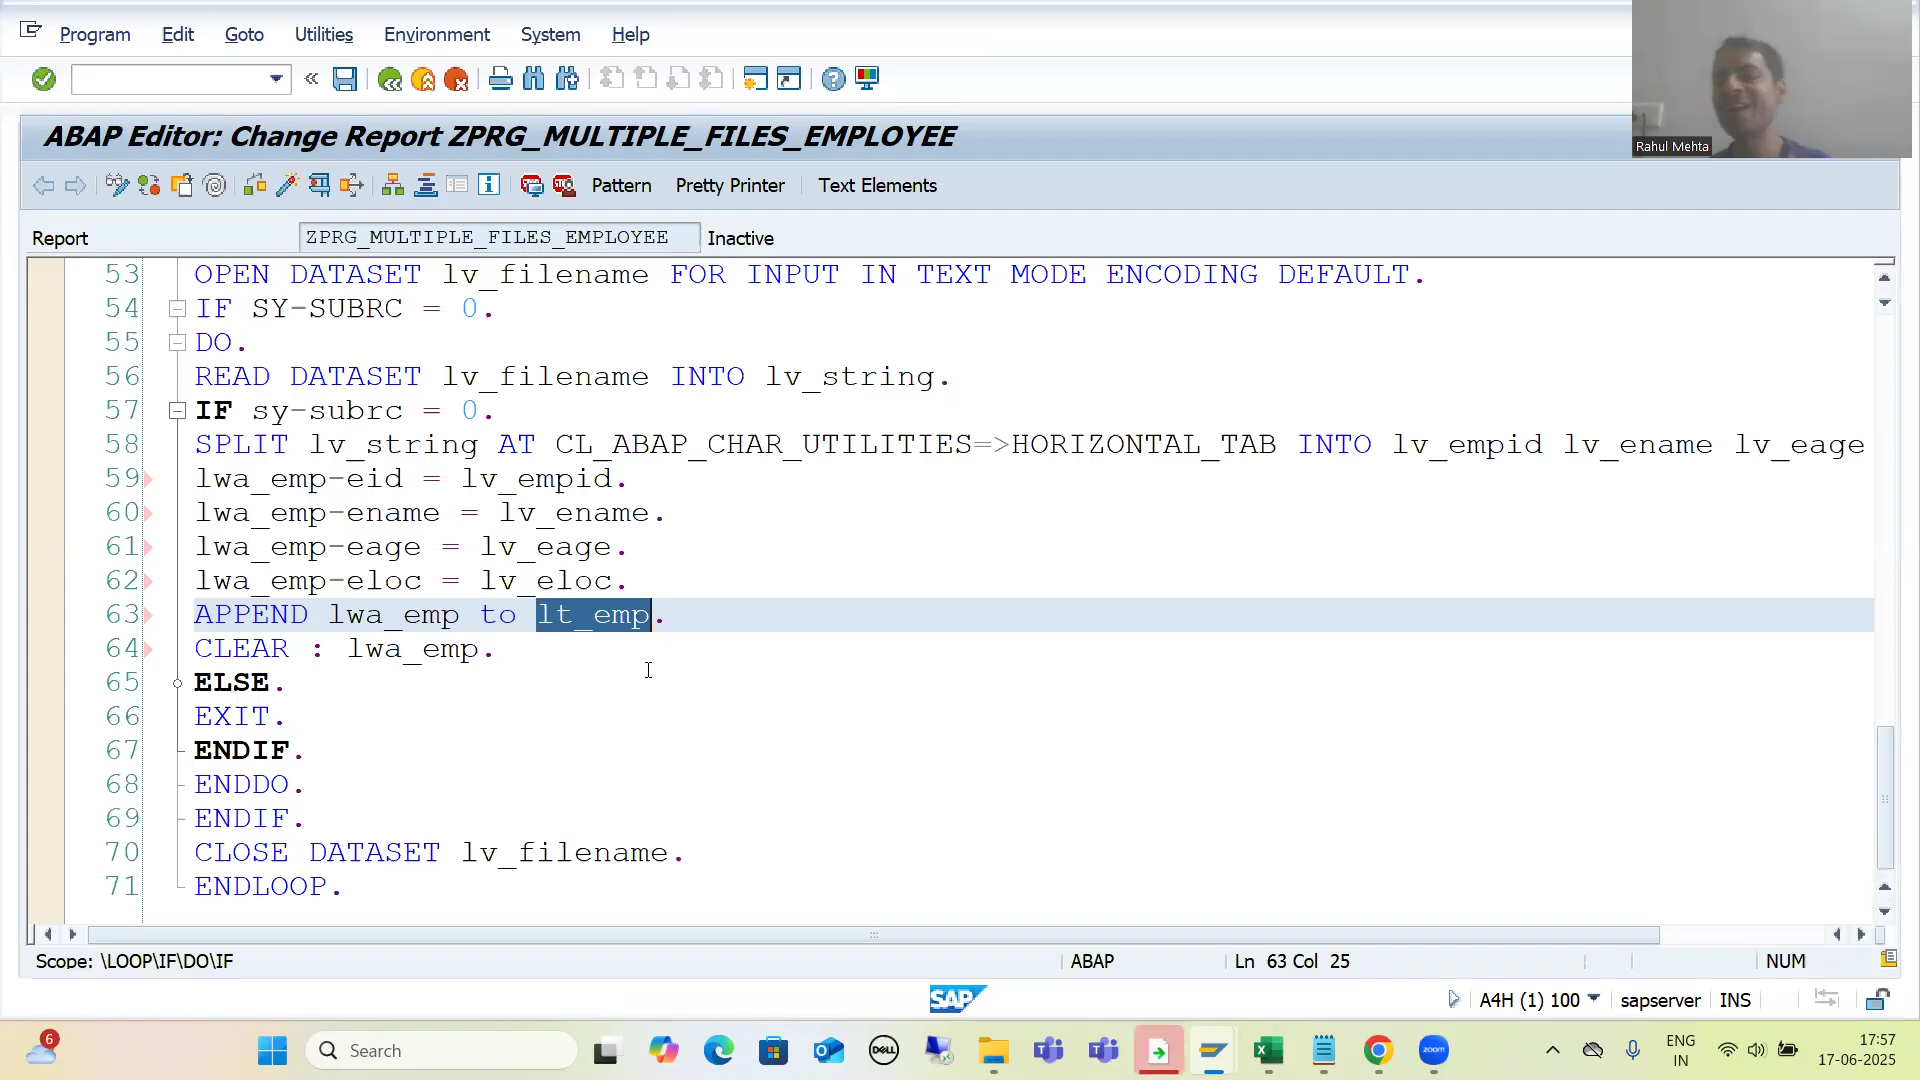 Program Edit Goto Utilities Environment System Help
Rahul Mehta
ABAP Editor: Change Report ZPRG_MULTIPLE_FILES_EMPLOYEE
Pattern Pretty Printer Text Elements
Report ZPRG_MULTIPLE_FILES_EMPLOYEE Inactive
53 OPEN DATASET lv_filename FOR INPUT IN TEXT MODE ENCODING DEFAULT.
54 IF SY-SUBRC = 0.
55 DO.
56 READ DATASET lv_filename INTO lv_string.
57 IF sy-subrc = 0.
58 SPLIT lv_string AT CL_ABAP_CHAR_UTILITIES=>HORIZONTAL_TAB INTO lv_empid lv_ename lv_eage
59 lwa_emp-eid = lv_empid.
60 lwa_emp-ename = lv_ename.
61 lwa_emp-eage = lv_eage.
62 lwa_emp-eloc = lv_eloc.
63 APPEND lwa_emp to lt_emp.
64 CLEAR : lwa_emp.
65 ELSE.
66 EXIT.
67 ENDIF.
68 ENDDO.
69 ENDIF.
70 CLOSE DATASET lv_filename.
71 ENDLOOP.
Scope: \LOOP\IF\DO\IF ABAP Ln 63 Col 25 NUM
SAP A4H (1) 100 sapserver INS
6 Search DELL zoom ENG IN 17:57 17-06-2025